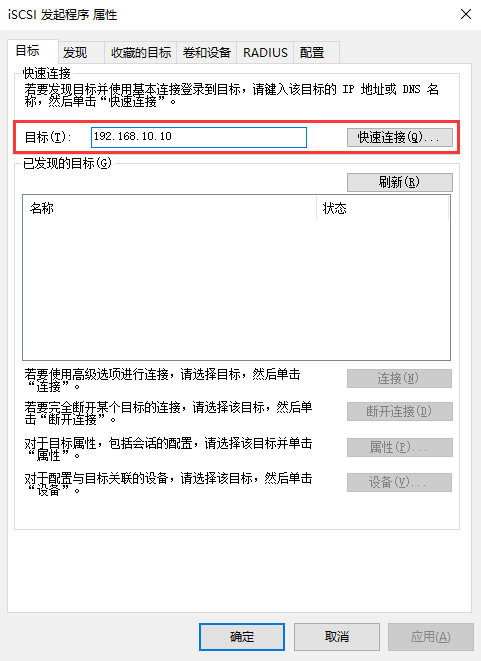 iSCSI 发起程序 属性
目标 发现 收藏的目标 卷和设备 RADIUS 配置
快速连接
若要发现目标并使用基本连接登录到目标，请键入该目标的 IP 地址或 DNS 名
称，然后单击“快速连接”。
目标(T): 192.168.10.10 快速连接(Q)...
已发现的目标(G)
刷新(R)
名称 状态
若要使用高级选项进行连接，请选择目标，然后单击
“连接”。
连接(N)
若要完全断开某个目标的连接，请选择该目标，然后单
击“断开连接”。
断开连接(D)
对于目标属性，包括会话的配置，请选择该目标并单击
“属性”。
属性(P)...
对于配置与目标关联的设备，请选择该目标，然后单击
“设备”。
设备(V)...
确定 取消 应用(A)